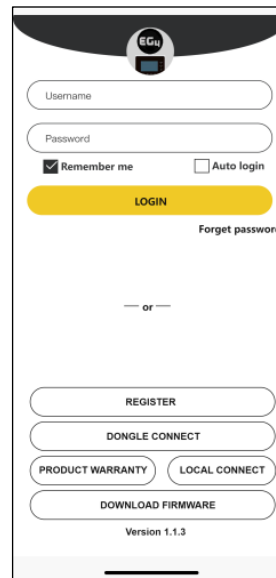 EG4
Username
Password
Remember me Auto login
LOGIN
Forget password
— or —
REGISTER
DONGLE CONNECT
PRODUCT WARRANTY LOCAL CONNECT
DOWNLOAD FIRMWARE
Version 1.1.3